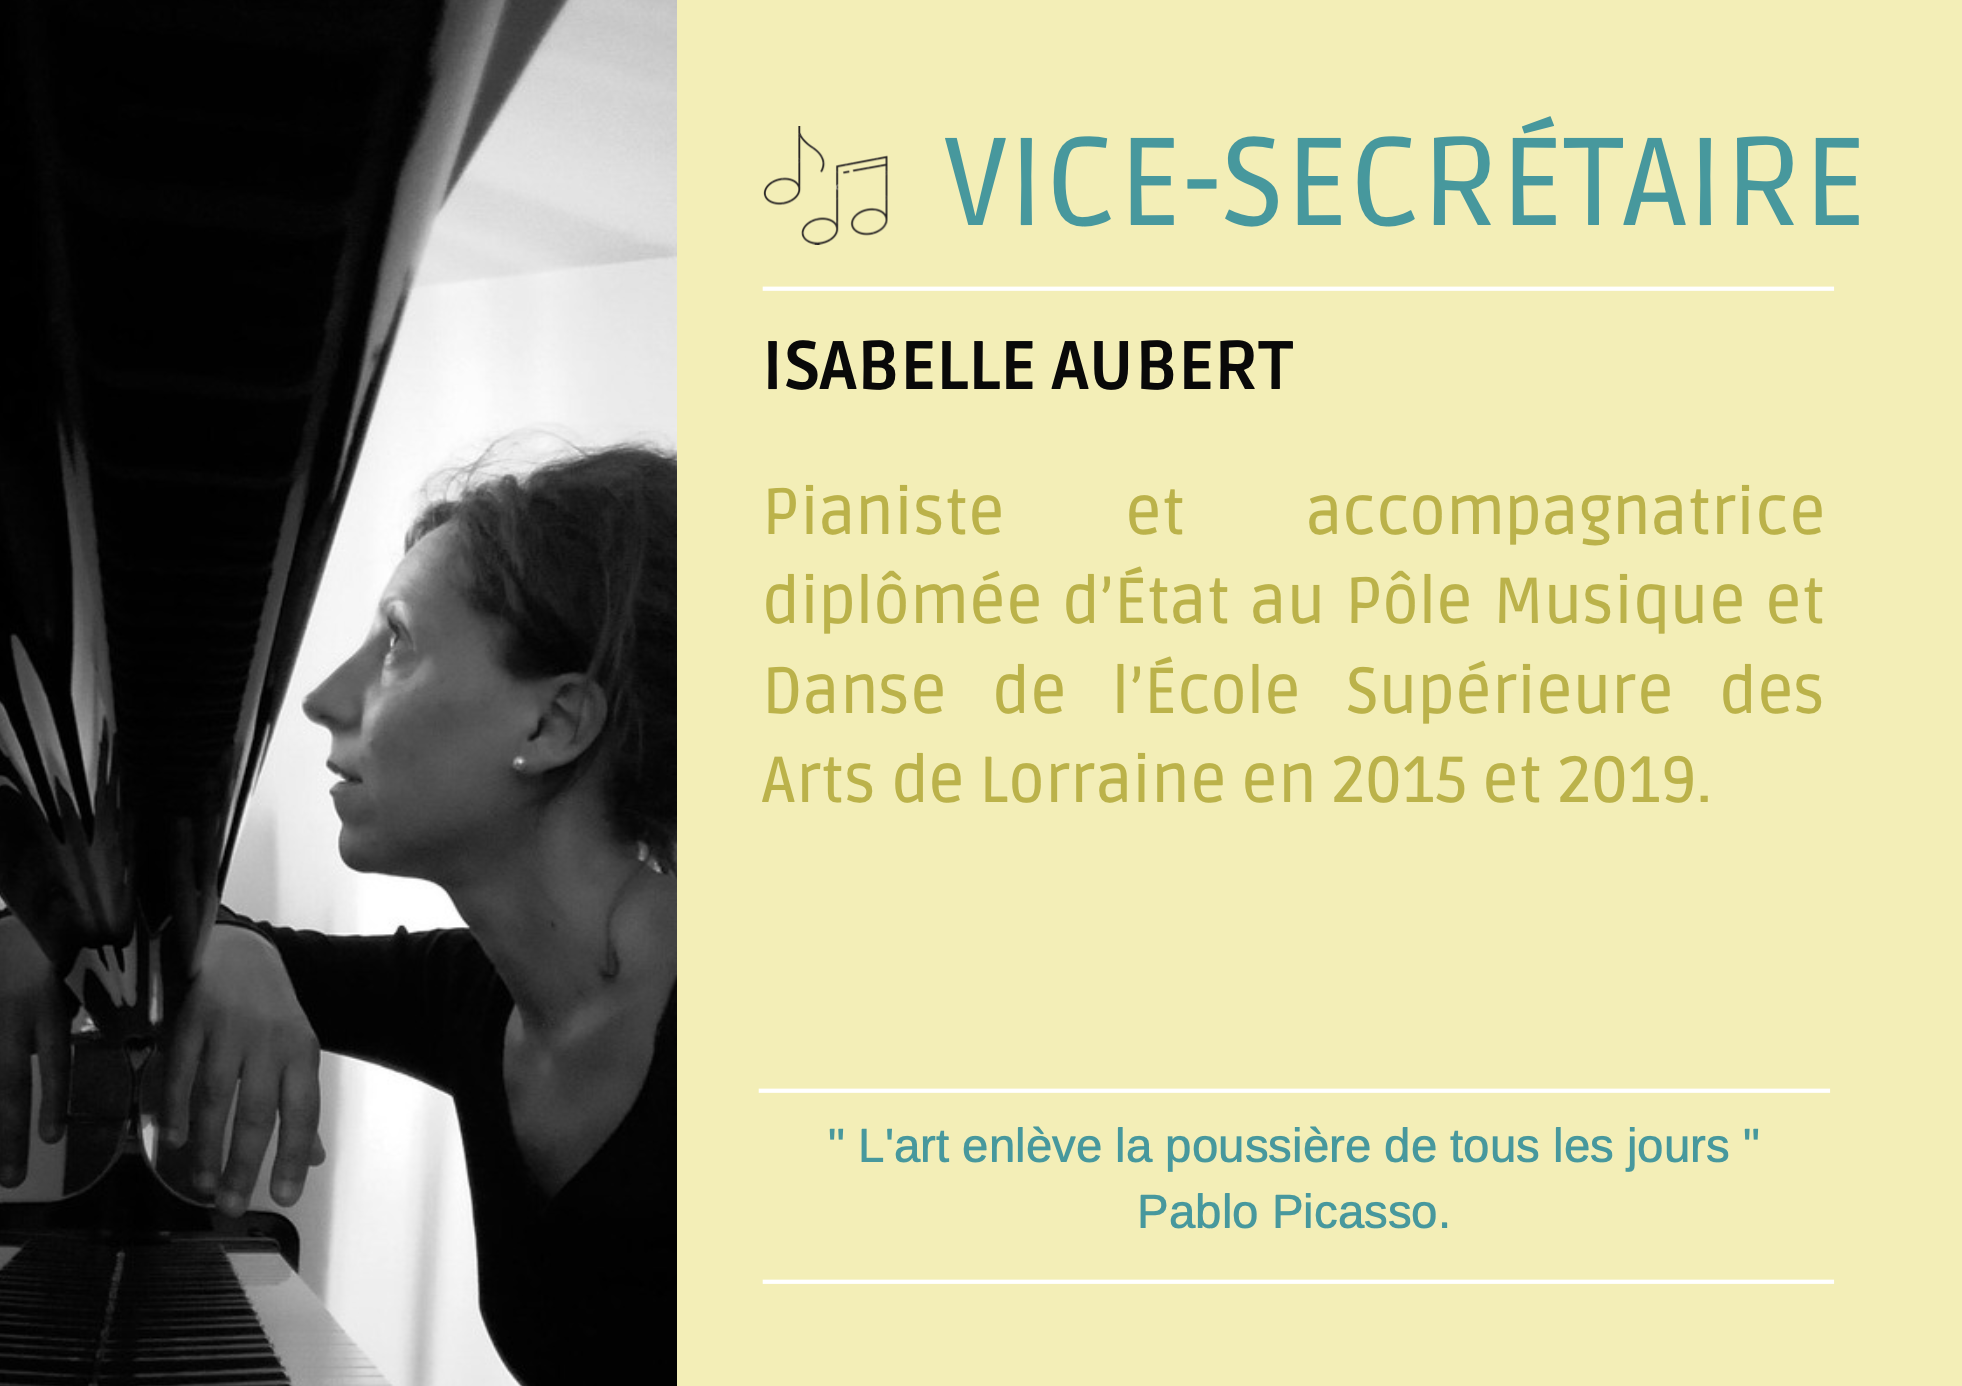 VICE-SECRÉTAIRE
ISABELLE AUBERT
Pianiste et accompagnatrice
diplômée d’État au Pôle Musique et
Danse de l’École Supérieure des
Arts de Lorraine en 2015 et 2019.
" L'art enlève la poussière de tous les jours "
Pablo Picasso.